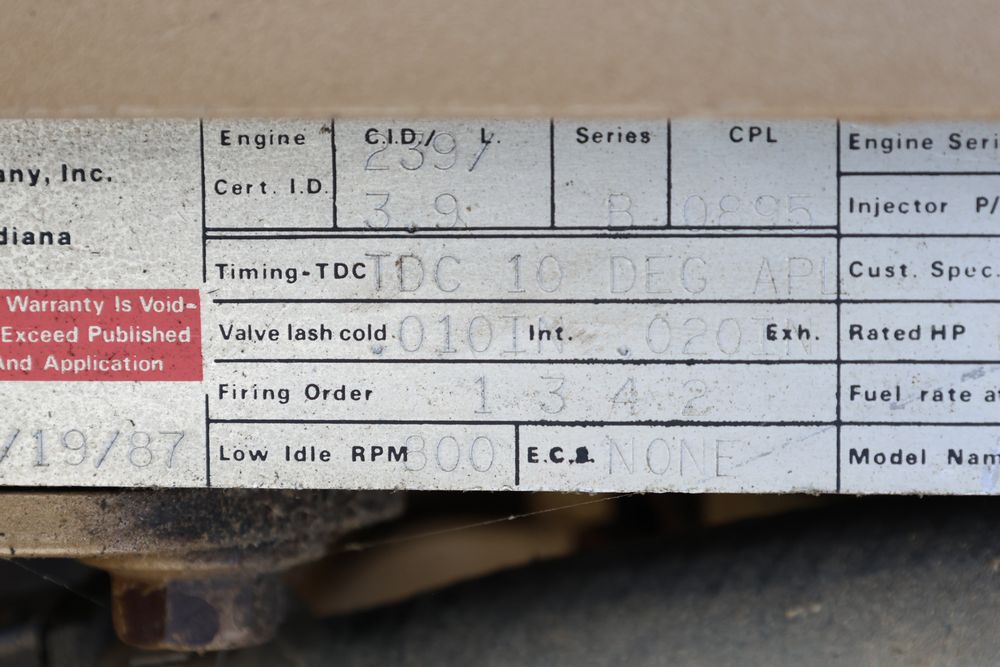 any, Inc.
diana
Warranty Is Void-
Exceed Published
And Application
/19/87
Engine
Cert. I.D.
C.I.D./ L.
239/
3.9
Series
B
CPL
0895
Timing-TDC TDC 10 DEG APL
Valve lash cold .010IN Int. .020IN Exh.
Firing Order 1 3 4 2
Low Idle RPM 800
E.C.S. NONE
Engine Seri
Injector P/
Cust. Spec.
Rated HP
Fuel rate a
Model Nam